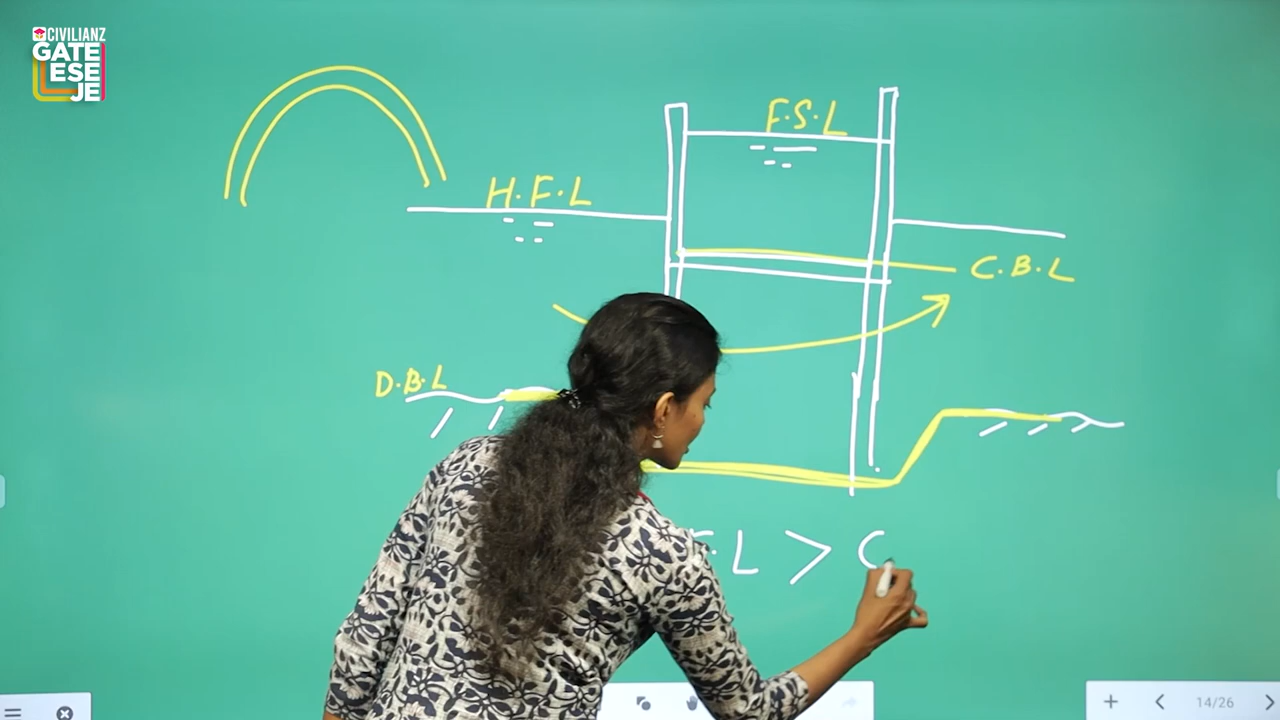 CIVILIANZ
GATE
ESE
JE
F.S.L
H.F.L
C.B.L
D.B.L
F.L > C
14/26